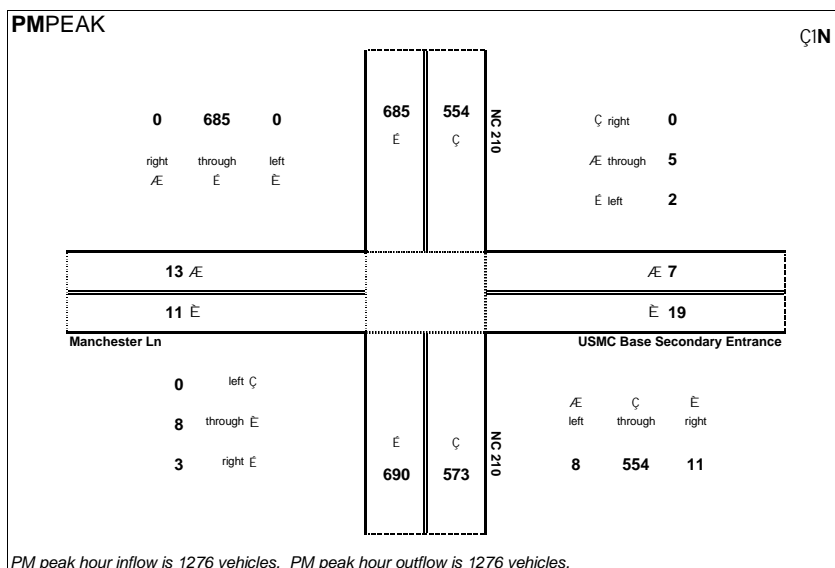 PMPEAK
Ç1N
0 685 0
right through left
Æ É È
685 554
É Ç
NC 210
Ç right 0
Æ through 5
É left 2
13 Æ
11 È
Æ 7
È 19
Manchester Ln
USMC Base Secondary Entrance
0 left Ç
8 through È
3 right É
É Ç
690 573
NC 210
Æ Ç È
left through right
8 554 11
PM peak hour inflow is 1276 vehicles. PM peak hour outflow is 1276 vehicles.